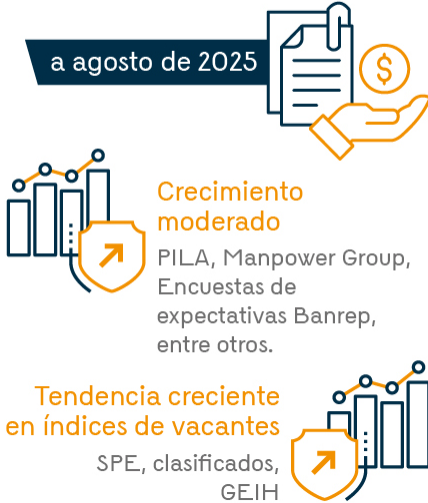 a agosto de 2025
$
Crecimiento
moderado
PILA, Manpower Group,
Encuestas de
expectativas Banrep,
entre otros.
Tendencia creciente
en índices de vacantes
SPE, clasificados,
GEIH